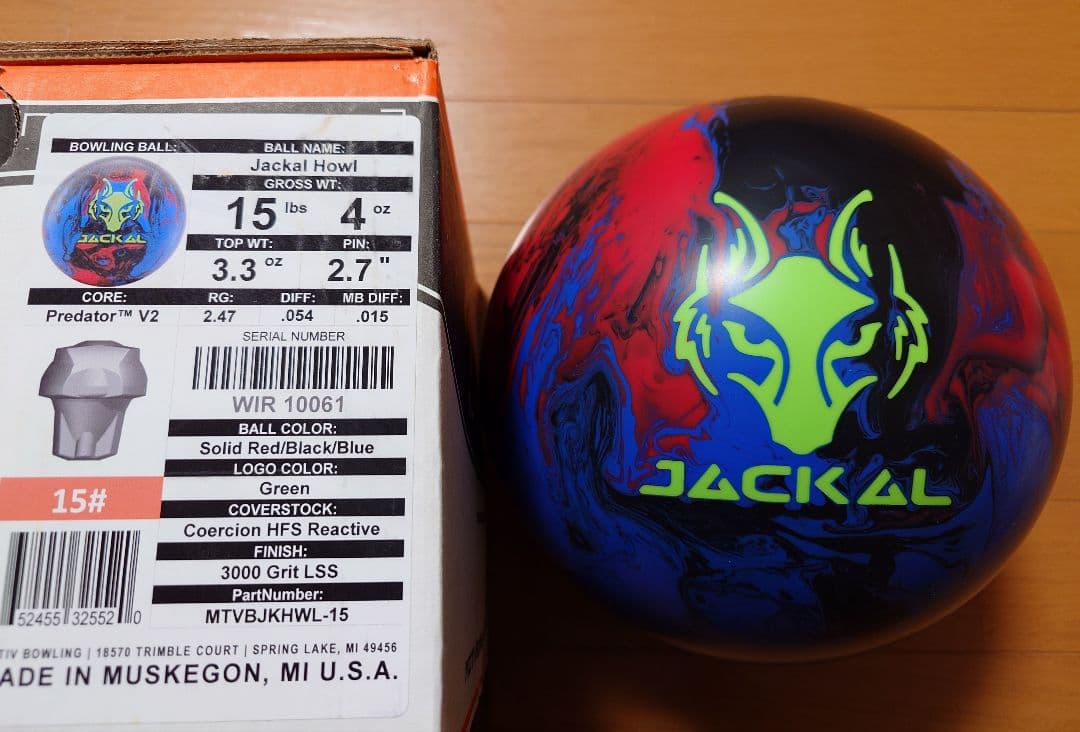 BOWLING BALL: BALL NAME:
Jackal Howl
GROSS WT:
15 lbs 4 oz
TOP WT: PIN:
3.3 oz 2.7 "
CORE: RG: DIFF: MB DIFF:
Predator™ V2 2.47 .054 .015
SERIAL NUMBER
WIR 10061
BALL COLOR:
Solid Red/Black/Blue
LOGO COLOR:
Green
15#
COVERSTOCK:
Coercion HFS Reactive
FINISH:
3000 Grit LSS
PartNumber:
MTVBJKHWL-15
52455 32552 0
TIV BOWLING | 18570 TRIMBLE COURT | SPRING LAKE, MI 49456
ADE IN MUSKEGON, MI U.S.A.
JACKAL
JACKAL